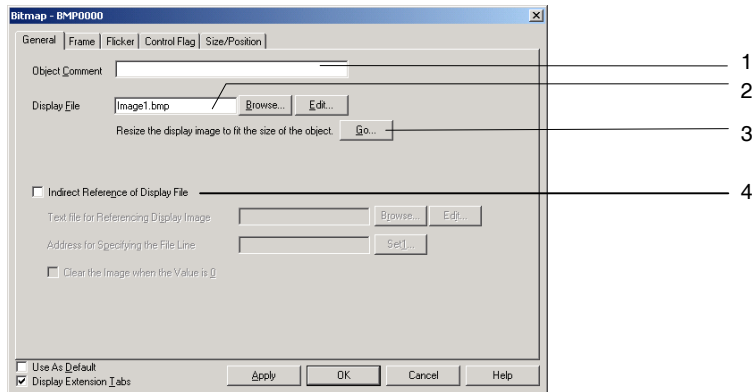 Bitmap - BMP0000
General Frame Flicker Control Flag Size/Position
Object Comment 1
Display File Image1.bmp Browse... Edit... 2
Resize the display image to fit the size of the object. Go... 3
Indirect Reference of Display File 4
Text file for Referencing Display Image Browse... Edit...
Address for Specifying the File Line Set1...
Clear the Image when the Value is 0
Use As Default
Display Extension Tabs Apply OK Cancel Help